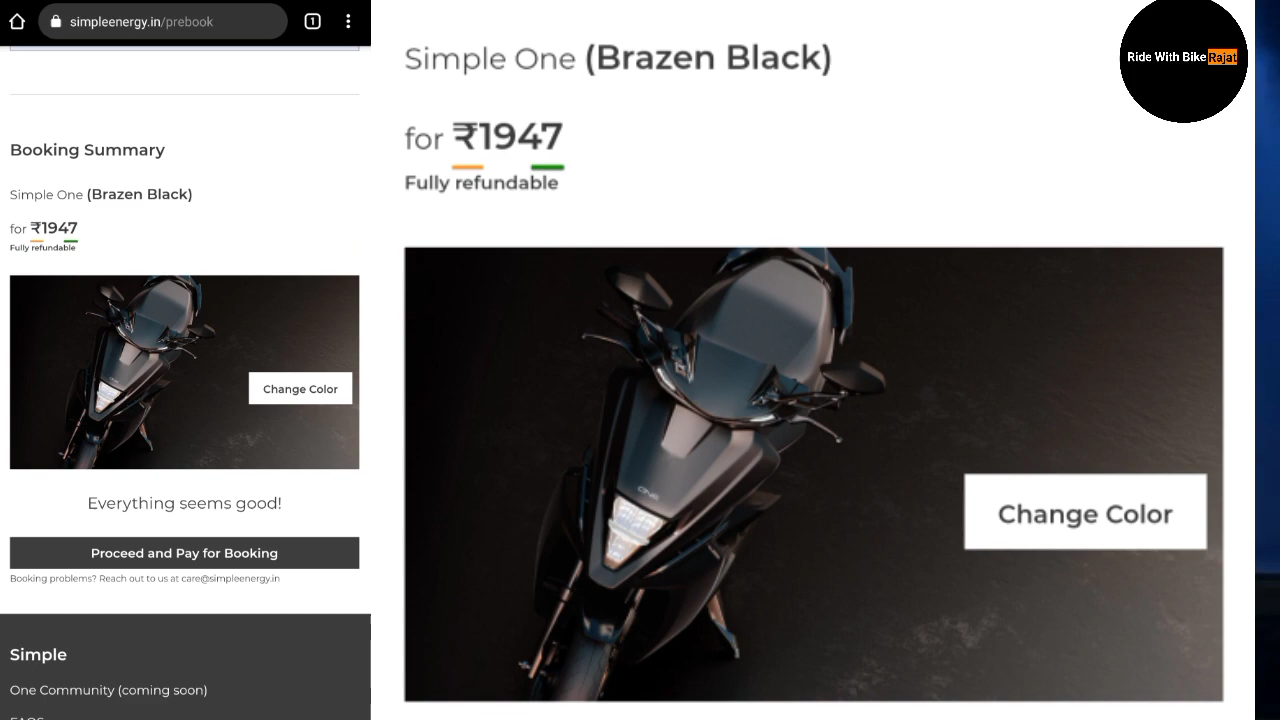 simpleenergy.in/prebook
1
Booking Summary
Simple One (Brazen Black)
for ₹1947
Fully refundable
Change Color
Everything seems good!
Proceed and Pay for Booking
Booking problems? Reach out to us at care@simpleenergy.in
Simple
One Community (coming soon)
FAQS
Simple One (Brazen Black)
for ₹1947
Fully refundable
ONE
Change Color
Ride With Bike Rajat